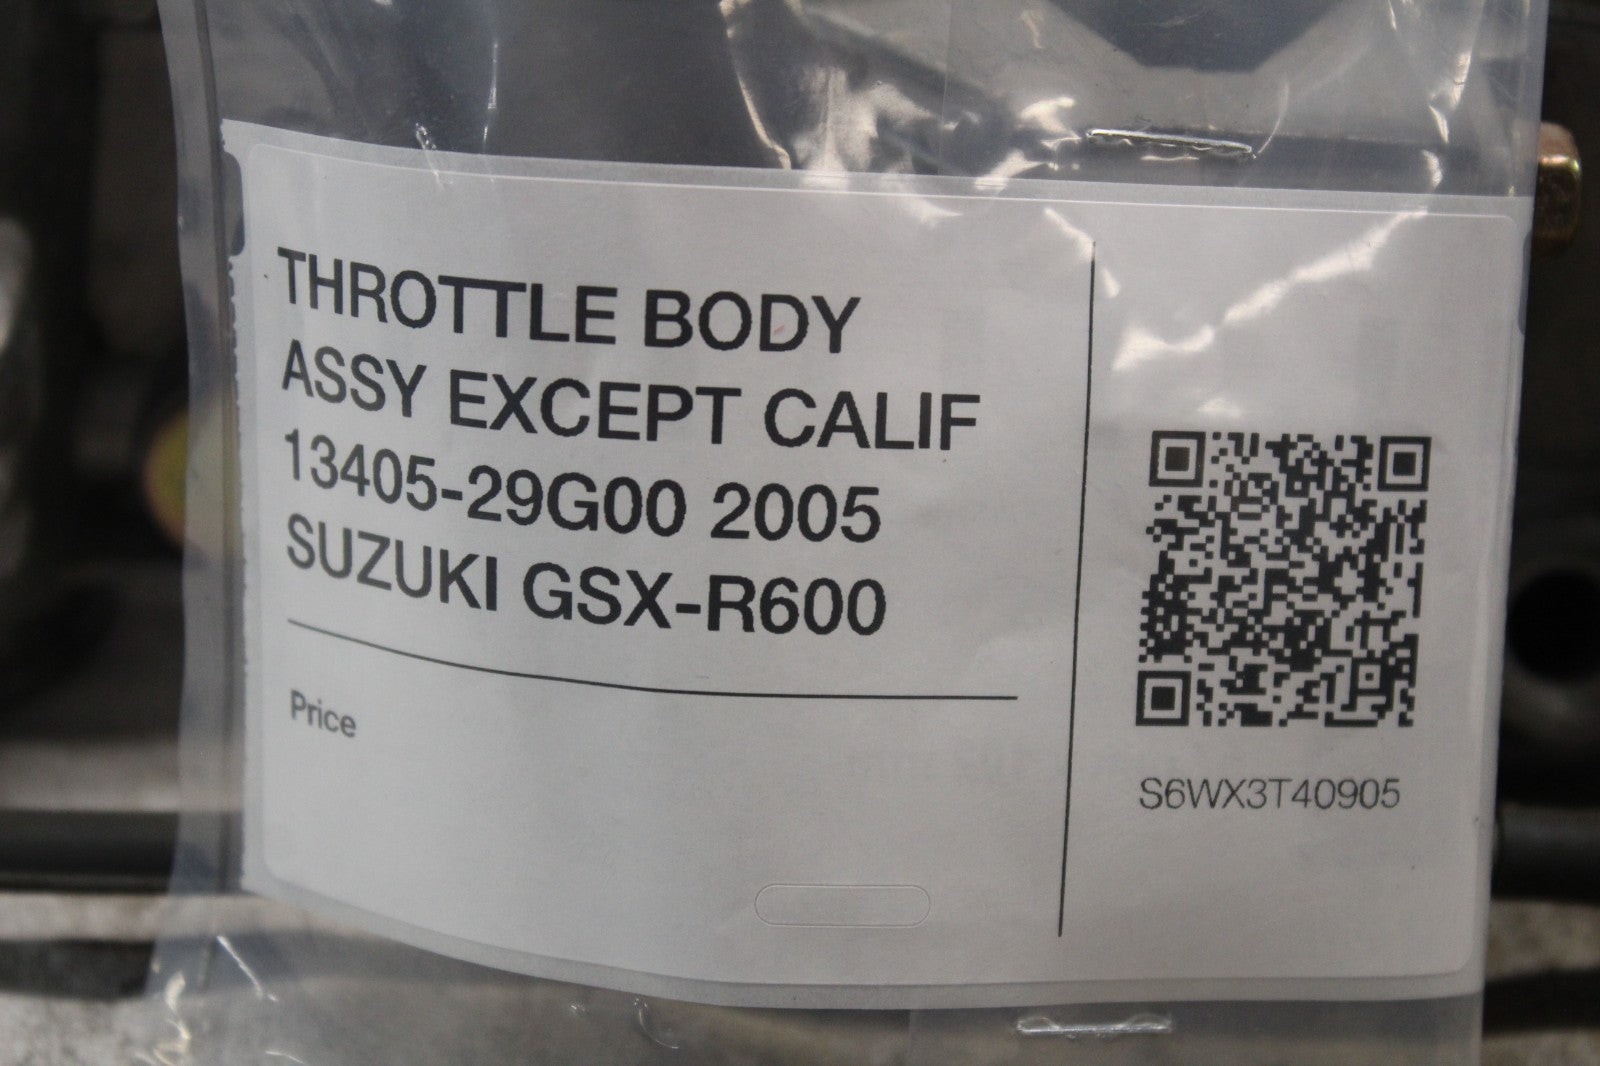 THROTTLE BODY
ASSY EXCEPT CALIF
13405-29G00 2005
SUZUKI GSX-R600
Price
S6WX3T40905